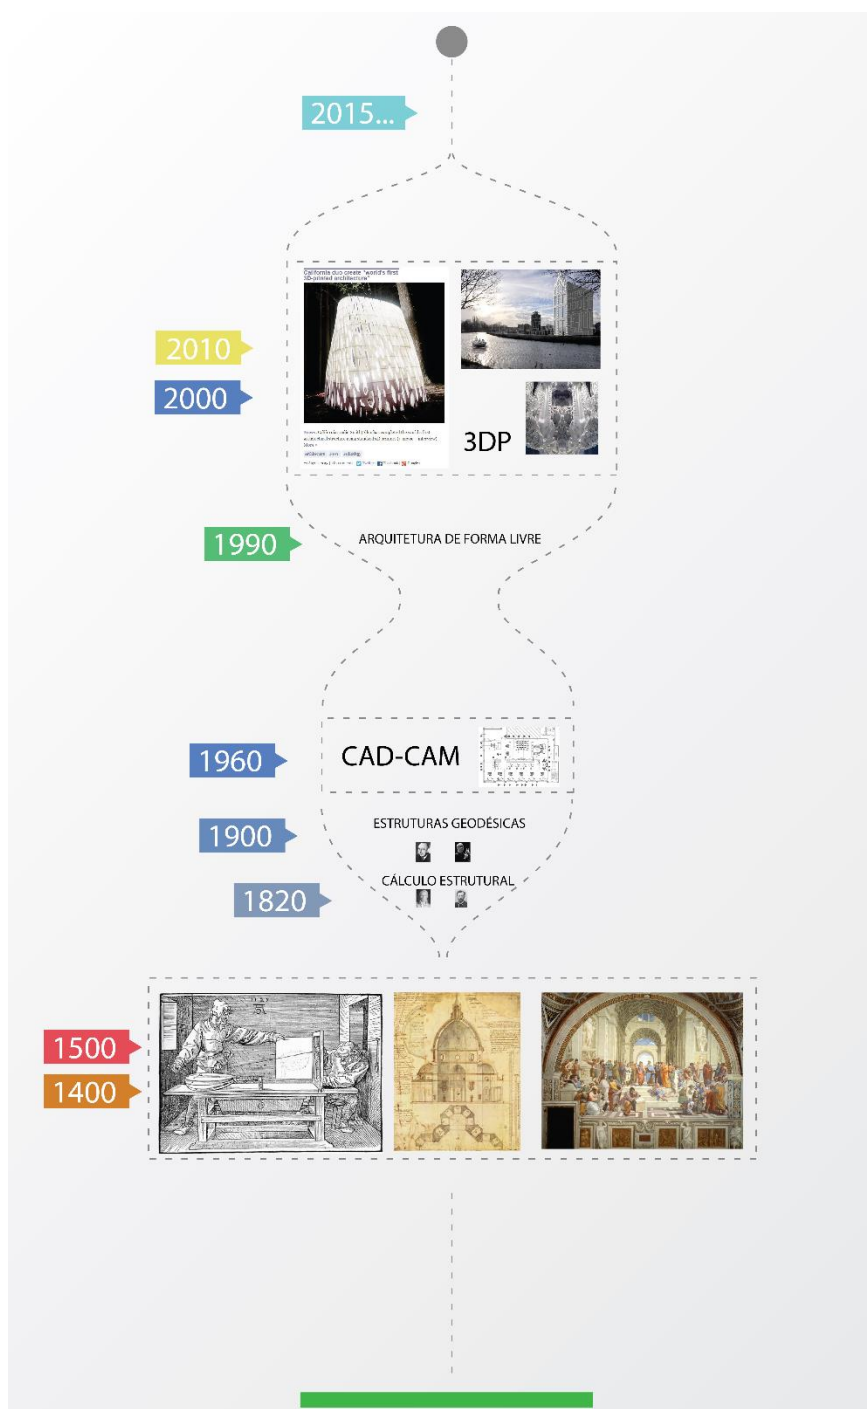 2015...
California duo create "world's first
3D-printed architecture"
2010
2000
3DP
1990
ARQUITETURA DE FORMA LIVRE
CAD-CAM
1960
ESTRUTURAS GEODÉSICAS
1900
CÁLCULO ESTRUTURAL
1820
1500
1400